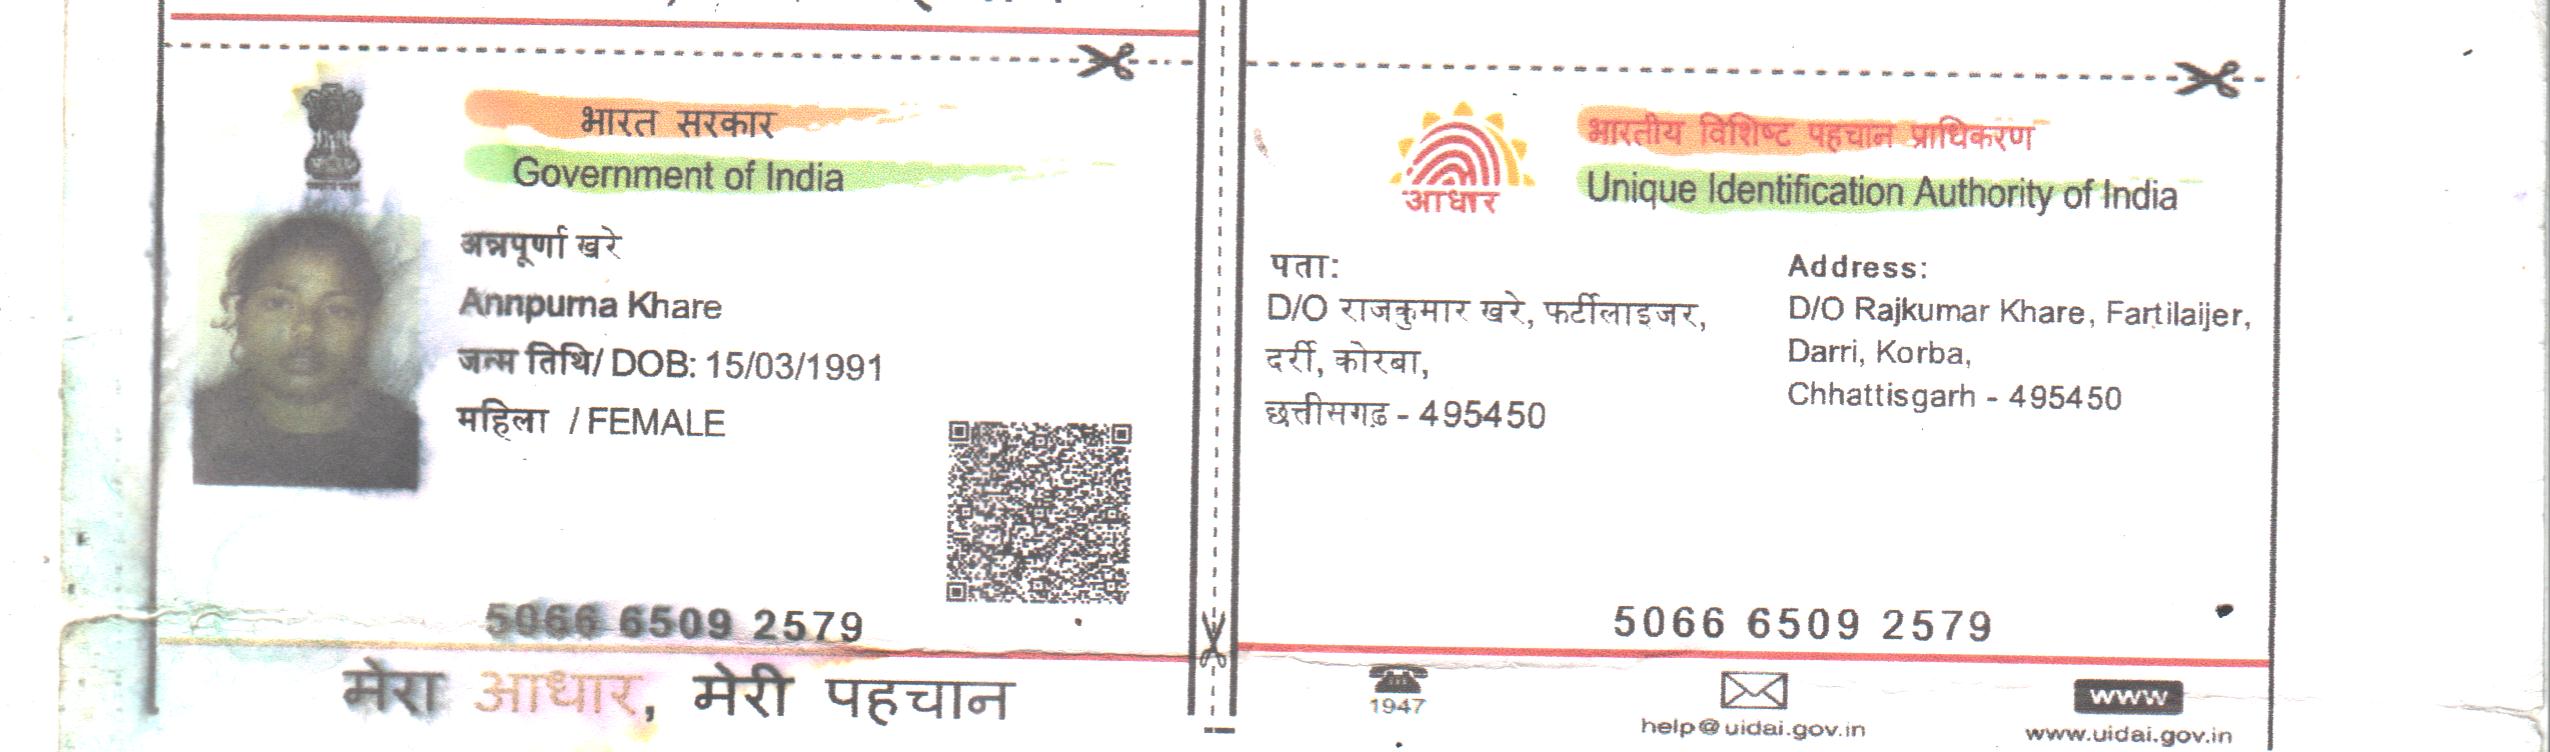 भारत सरकार
Government of India
अन्नपूर्णा खरे
Annpurna Khare
जन्म तिथि/ DOB: 15/03/1991
महिला / FEMALE
5066 6509 2579
मेरा आधार, मेरी पहचान
भारतीय विशिष्ट पहचान प्राधिकरण
Unique Identification Authority of India
आधार
पता:
D/O राजकुमार खरे, फर्टीलाइजर,
दर्री, कोरबा,
छत्तीसगढ़ - 495450
Address:
D/O Rajkumar Khare, Fartilaijer,
Darri, Korba,
Chhattisgarh - 495450
5066 6509 2579
1947
help@uidai.gov.in
www
www.uidai.gov.in